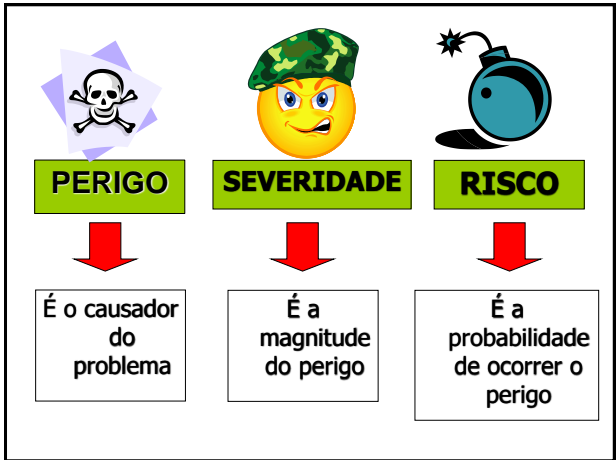 PERIGO
SEVERIDADE
RISCO
É o causador
do
problema
É a
magnitude
do perigo
É a
probabilidade
de ocorrer o
perigo